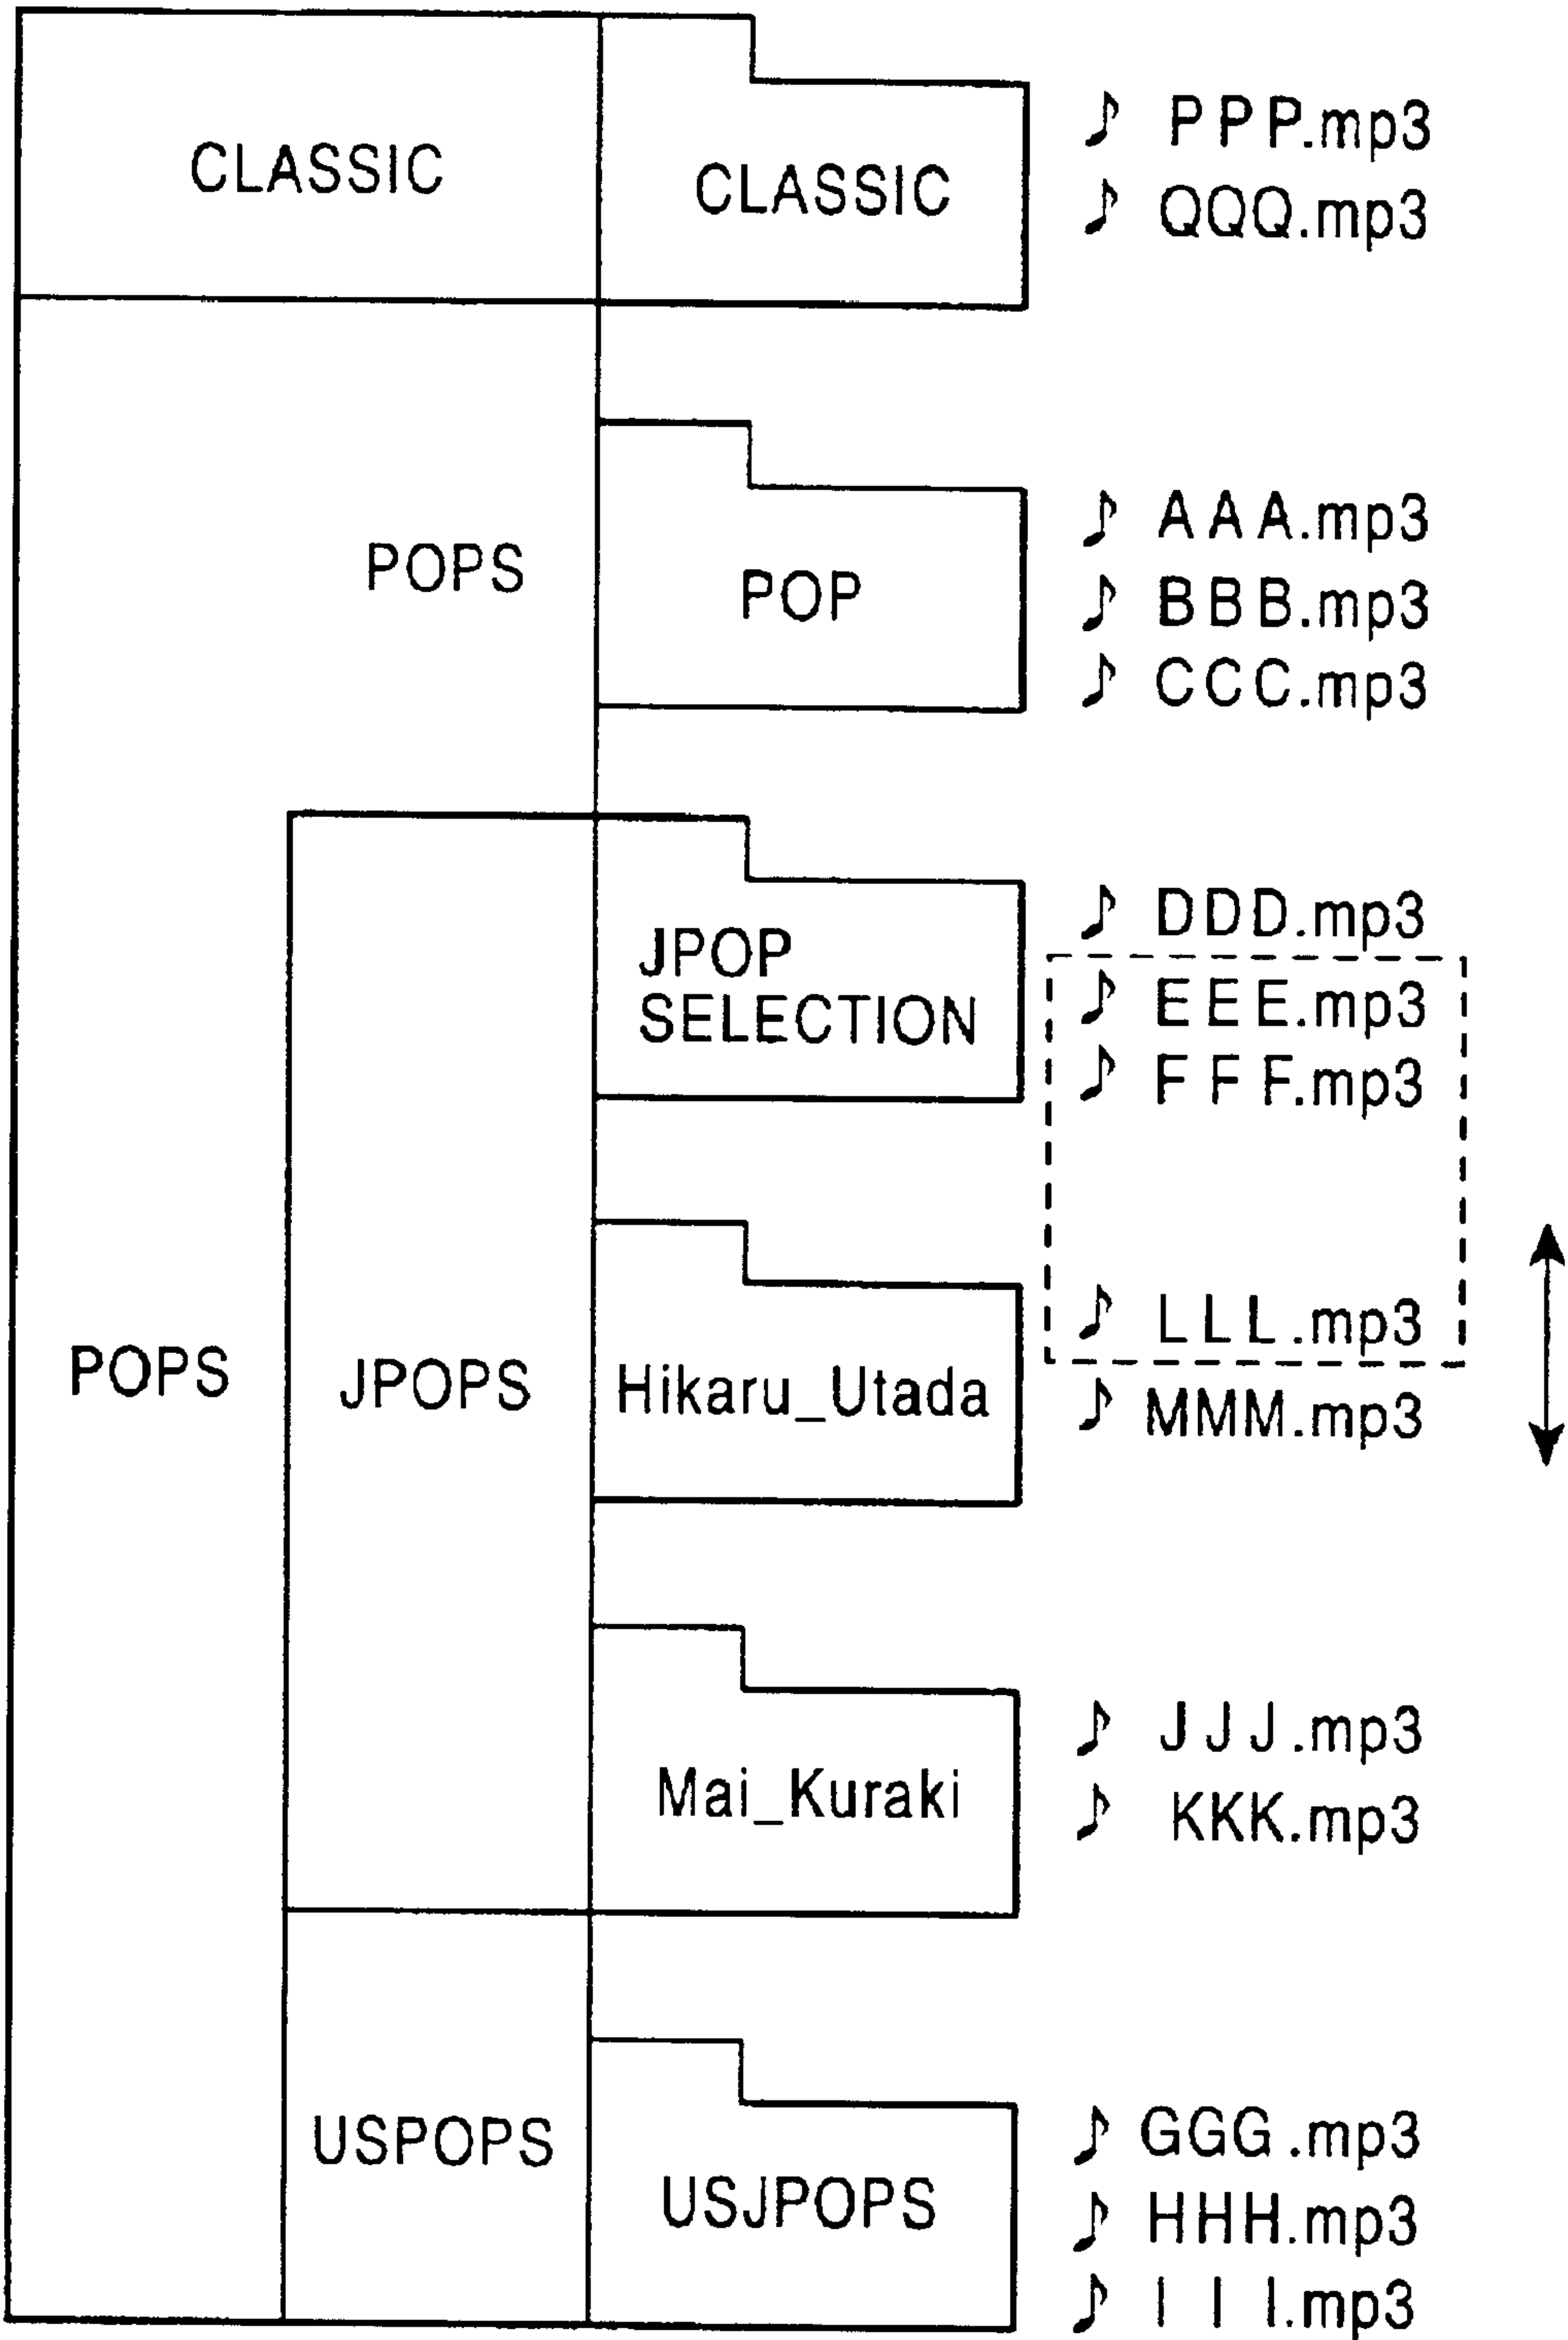 CLASSIC
CLASSIC
PPP.mp3
QQQ.mp3
POPS
POP
AAA.mp3
BBB.mp3
CCC.mp3
JPOP
SELECTION
DDD.mp3
EEE.mp3
FFF.mp3
POPS
JPOPS
Hikaru_Utada
LLL.mp3
MMM.mp3
Mai_Kuraki
JJJ.mp3
KKK.mp3
USPOPS
USJPOPS
GGG.mp3
HHH.mp3
III.mp3